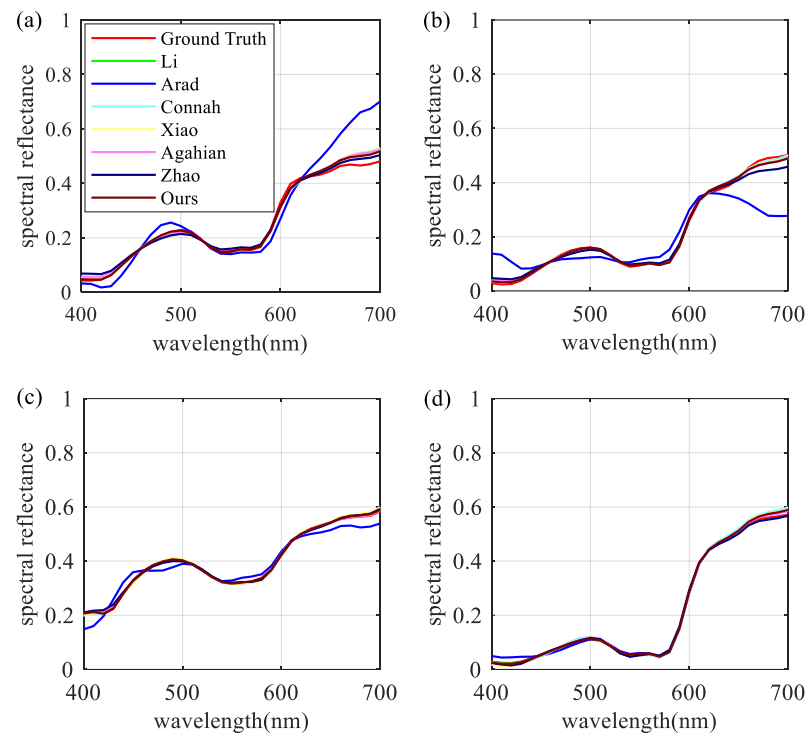 (a)
1
0.8
0.6
0.4
0.2
0
400
500
600
700
spectral reflectance
wavelength(nm)
Ground Truth
Li
Arad
Connah
Xiao
Agahian
Zhao
Ours
(b)
1
0.8
0.6
0.4
0.2
0
400
500
600
700
spectral reflectance
wavelength(nm)
(c)
1
0.8
0.6
0.4
0.2
0
400
500
600
700
spectral reflectance
wavelength(nm)
(d)
1
0.8
0.6
0.4
0.2
0
400
500
600
700
spectral reflectance
wavelength(nm)